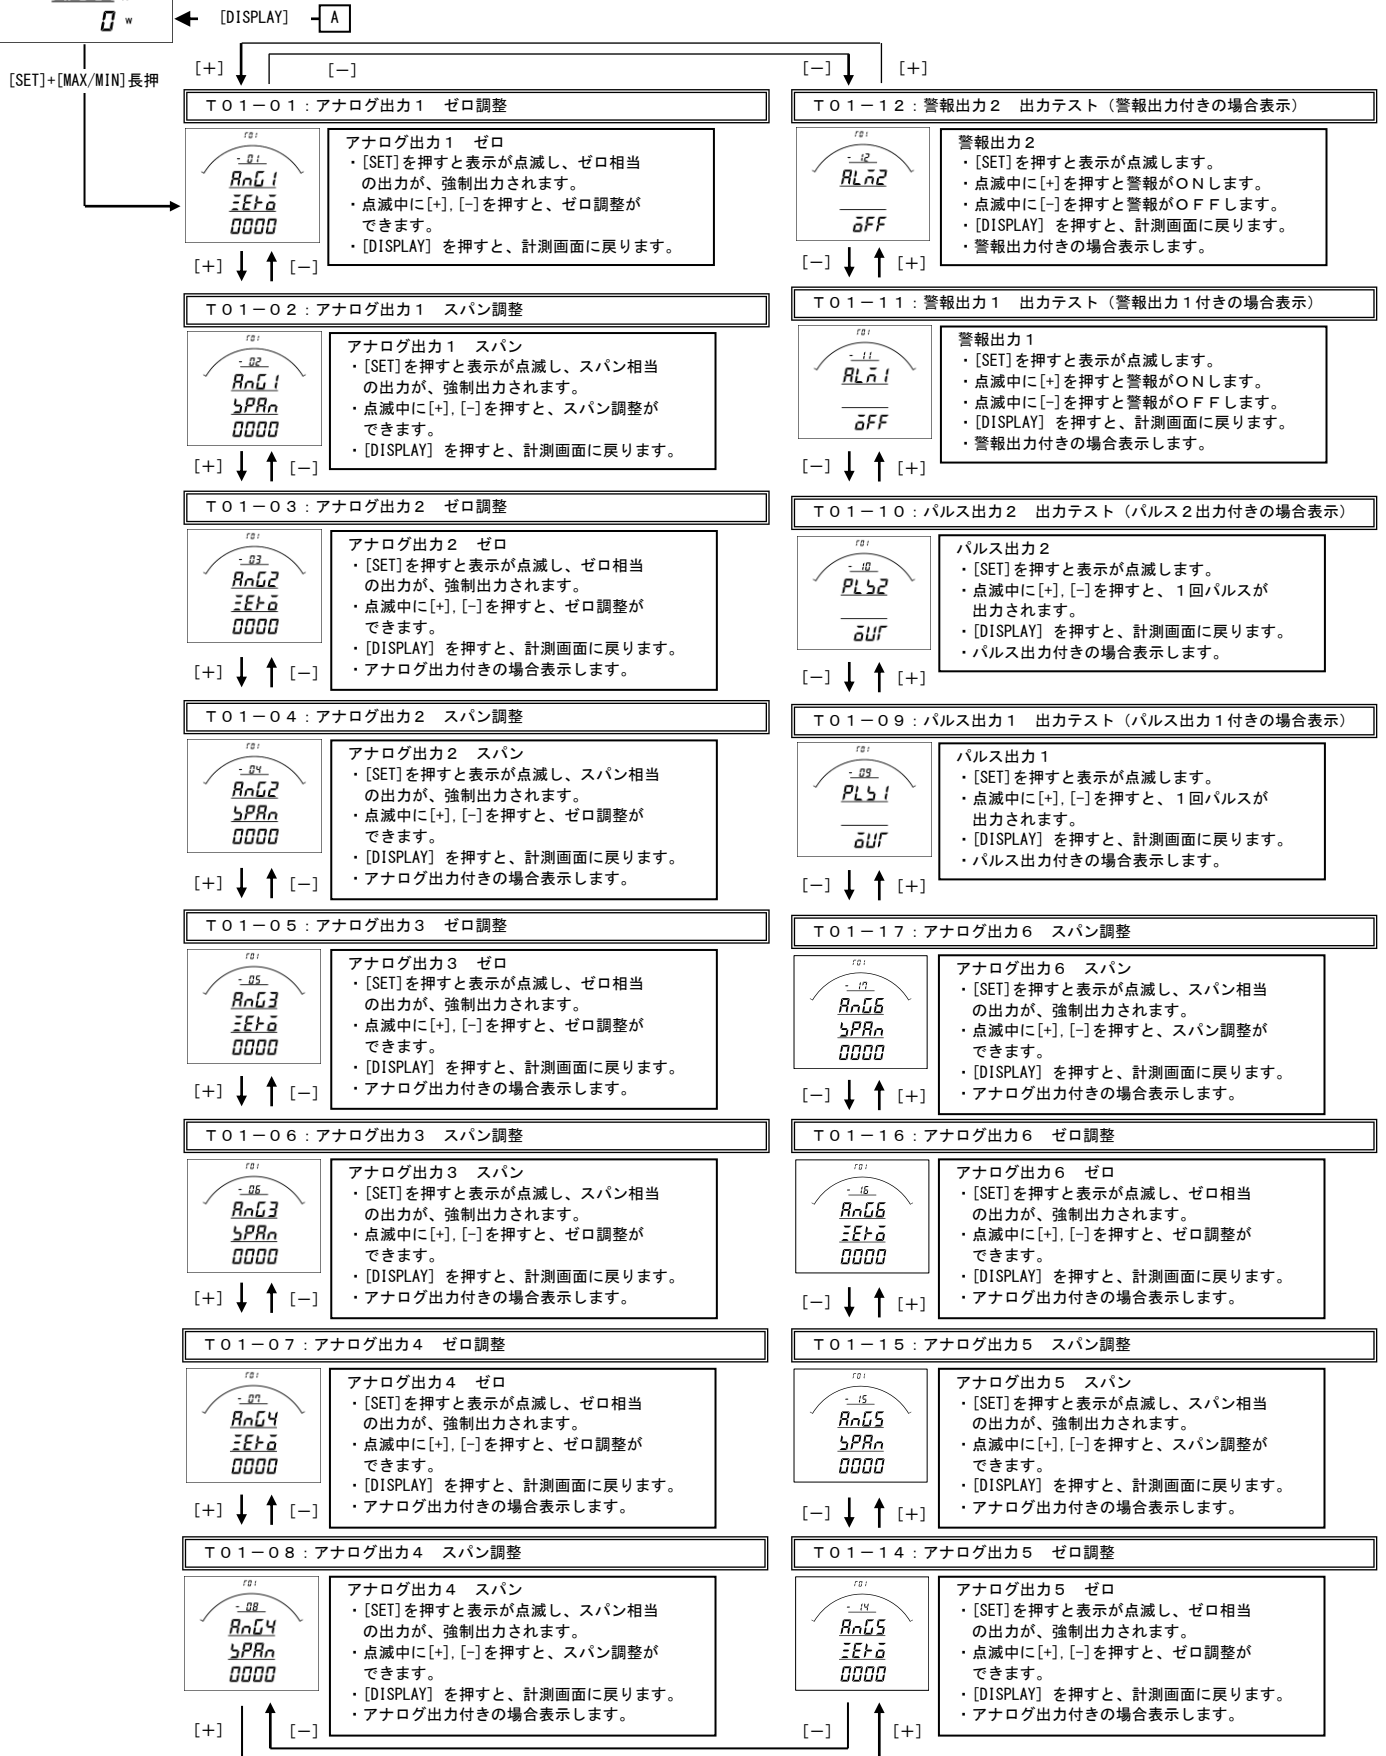 0 w
[DISPLAY]
A
[SET]+[MAX/MIN]長押
[+]
[−]
[−]
[+]
T01−01:アナログ出力1 ゼロ調整
T01
-01
ANG1
ZERO
0000
アナログ出力1 ゼロ
・[SET]を押すと表示が点滅し、ゼロ相当
の出力が、強制出力されます。
・点滅中に[+],[-]を押すと、ゼロ調整が
できます。
・[DISPLAY] を押すと、計測画面に戻ります。
[+]
[−]
T01−02:アナログ出力1 スパン調整
T01
-02
ANG1
SPAN
0000
アナログ出力1 スパン
・[SET]を押すと表示が点滅し、スパン相当
の出力が、強制出力されます。
・点滅中に[+],[-]を押すと、スパン調整が
できます。
・[DISPLAY] を押すと、計測画面に戻ります。
[+]
[−]
T01−03:アナログ出力2 ゼロ調整
T01
-03
ANG2
ZERO
0000
アナログ出力2 ゼロ
・[SET]を押すと表示が点滅し、ゼロ相当
の出力が、強制出力されます。
・点滅中に[+],[-]を押すと、ゼロ調整が
できます。
・[DISPLAY] を押すと、計測画面に戻ります。
・アナログ出力付きの場合表示します。
[+]
[−]
T01−04:アナログ出力2 スパン調整
T01
-04
ANG2
SPAN
0000
アナログ出力2 スパン
・[SET]を押すと表示が点滅し、スパン相当
の出力が、強制出力されます。
・点滅中に[+],[-]を押すと、ゼロ調整が
できます。
・[DISPLAY] を押すと、計測画面に戻ります。
・アナログ出力付きの場合表示します。
[+]
[−]
T01−05:アナログ出力3 ゼロ調整
T01
-05
ANG3
ZERO
0000
アナログ出力3 ゼロ
・[SET]を押すと表示が点滅し、ゼロ相当
の出力が、強制出力されます。
・点滅中に[+],[-]を押すと、ゼロ調整が
できます。
・[DISPLAY] を押すと、計測画面に戻ります。
・アナログ出力付きの場合表示します。
[+]
[−]
T01−06:アナログ出力3 スパン調整
T01
-06
ANG3
SPAN
0000
アナログ出力3 スパン
・[SET]を押すと表示が点滅し、スパン相当
の出力が、強制出力されます。
・点滅中に[+],[-]を押すと、ゼロ調整が
できます。
・[DISPLAY] を押すと、計測画面に戻ります。
・アナログ出力付きの場合表示します。
[+]
[−]
T01−07:アナログ出力4 ゼロ調整
T01
-07
ANG4
ZERO
0000
アナログ出力4 ゼロ
・[SET]を押すと表示が点滅し、ゼロ相当
の出力が、強制出力されます。
・点滅中に[+],[-]を押すと、ゼロ調整が
できます。
・[DISPLAY] を押すと、計測画面に戻ります。
・アナログ出力付きの場合表示します。
[+]
[−]
T01−08:アナログ出力4 スパン調整
T01
-08
ANG4
SPAN
0000
アナログ出力4 スパン
・[SET]を押すと表示が点滅し、スパン相当
の出力が、強制出力されます。
・点滅中に[+],[-]を押すと、スパン調整が
できます。
・[DISPLAY] を押すと、計測画面に戻ります。
・アナログ出力付きの場合表示します。
[+]
[−]
T01−12:警報出力2 出力テスト(警報出力付きの場合表示)
T01
-12
ALM2
OFF
警報出力2
・[SET]を押すと表示が点滅します。
・点滅中に[+]を押すと警報がONします。
・点滅中に[-]を押すと警報がOFFします。
・[DISPLAY] を押すと、計測画面に戻ります。
・警報出力付きの場合表示します。
[−]
[+]
T01−11:警報出力1 出力テスト(警報出力1付きの場合表示)
T01
-11
ALM1
OFF
警報出力1
・[SET]を押すと表示が点滅します。
・点滅中に[+]を押すと警報がONします。
・点滅中に[-]を押すと警報がOFFします。
・[DISPLAY] を押すと、計測画面に戻ります。
・警報出力付きの場合表示します。
[−]
[+]
T01−10:パルス出力2 出力テスト(パルス2出力付きの場合表示)
T01
-10
PLS2
OUT
パルス出力2
・[SET]を押すと表示が点滅します。
・点滅中に[+],[-]を押すと、1回パルスが
出力されます。
・[DISPLAY] を押すと、計測画面に戻ります。
・パルス出力付きの場合表示します。
[−]
[+]
T01−09:パルス出力1 出力テスト(パルス出力1付きの場合表示)
T01
-09
PLS1
OUT
パルス出力1
・[SET]を押すと表示が点滅します。
・点滅中に[+],[-]を押すと、1回パルスが
出力されます。
・[DISPLAY] を押すと、計測画面に戻ります。
・パルス出力付きの場合表示します。
[−]
[+]
T01−17:アナログ出力6 スパン調整
T01
-17
ANG6
SPAN
0000
アナログ出力6 スパン
・[SET]を押すと表示が点滅し、スパン相当
の出力が、強制出力されます。
・点滅中に[+],[-]を押すと、スパン調整が
できます。
・[DISPLAY] を押すと、計測画面に戻ります。
・アナログ出力付きの場合表示します。
[−]
[+]
T01−16:アナログ出力6 ゼロ調整
T01
-16
ANG6
ZERO
0000
アナログ出力6 ゼロ
・[SET]を押すと表示が点滅し、ゼロ相当
の出力が、強制出力されます。
・点滅中に[+],[-]を押すと、ゼロ調整が
できます。
・[DISPLAY] を押すと、計測画面に戻ります。
・アナログ出力付きの場合表示します。
[−]
[+]
T01−15:アナログ出力5 スパン調整
T01
-15
ANG5
SPAN
0000
アナログ出力5 スパン
・[SET]を押すと表示が点滅し、スパン相当
の出力が、強制出力されます。
・点滅中に[+],[-]を押すと、スパン調整が
できます。
・[DISPLAY] を押すと、計測画面に戻ります。
・アナログ出力付きの場合表示します。
[−]
[+]
T01−14:アナログ出力5 ゼロ調整
T01
-14
ANG5
ZERO
0000
アナログ出力5 ゼロ
・[SET]を押すと表示が点滅し、ゼロ相当
の出力が、強制出力されます。
・点滅中に[+],[-]を押すと、ゼロ調整が
できます。
・[DISPLAY] を押すと、計測画面に戻ります。
・アナログ出力付きの場合表示します。
[−]
[+]